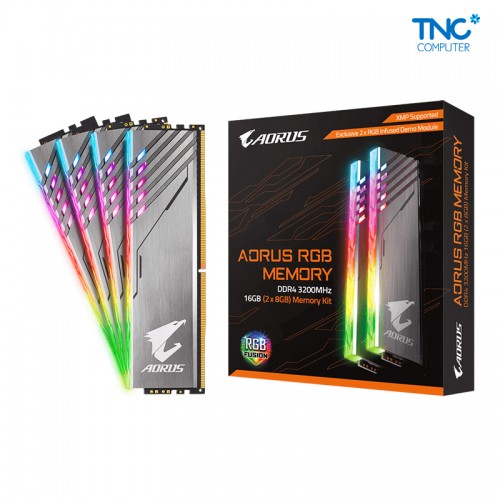 TNC
COMPUTER
XMP Supported
Exclusive 2 x RGB Infused Demo Module
AORUS
AORUS RGB
MEMORY
DDR4 3200MHz
16GB (2 x 8GB) Memory Kit
RGB
FUSION
AORUS RGB MEMORY
DDR4 3200MHz 16GB (2 x 8GB) Memory Kit
AORUS